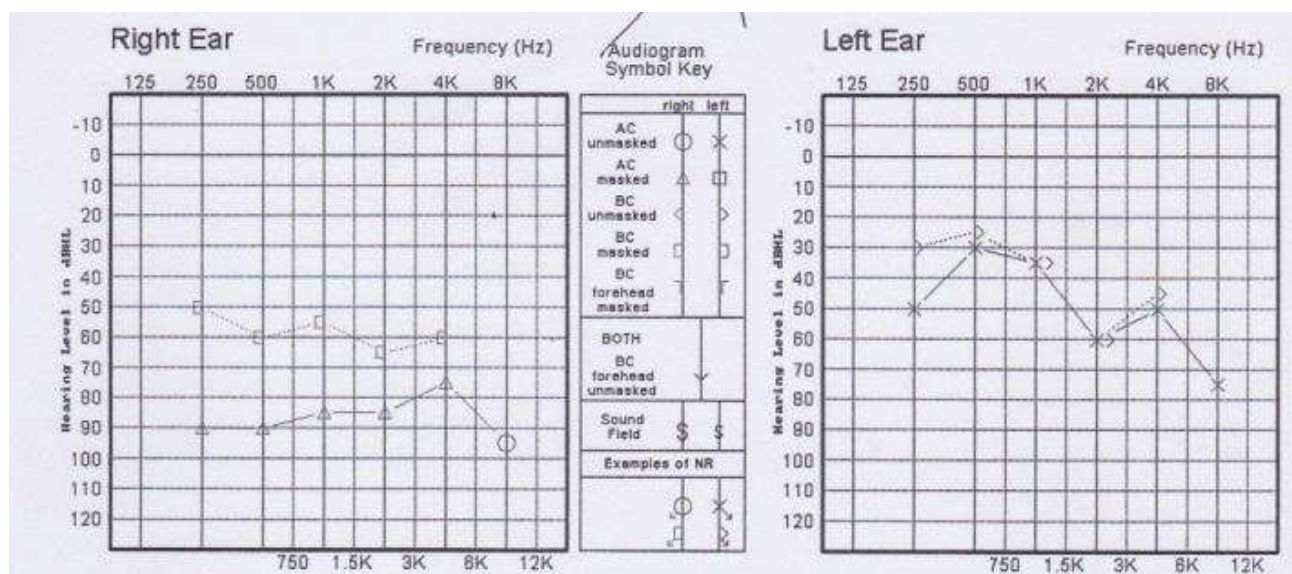 Right Ear
Frequency (Hz)
125 250 500 1K 2K 4K 8K
-10
0
10
20
30
40
50
60
70
80
90
100
110
120
Hearing Level in dBHL
750 1.5K 3K 6K 12K
Audiogram
Symbol Key
right left
AC
unmasked
AC
masked
BC
unmasked
BC
masked
BC
forehead
masked
BOTH
BC
forehead
unmasked
Sound
Field
S S
Examples of NR
Left Ear
Frequency (Hz)
125 250 500 1K 2K 4K 8K
-10
0
10
20
30
40
50
60
70
80
90
100
110
120
Hearing Level in dBHL
750 1.5K 3K 6K 12K